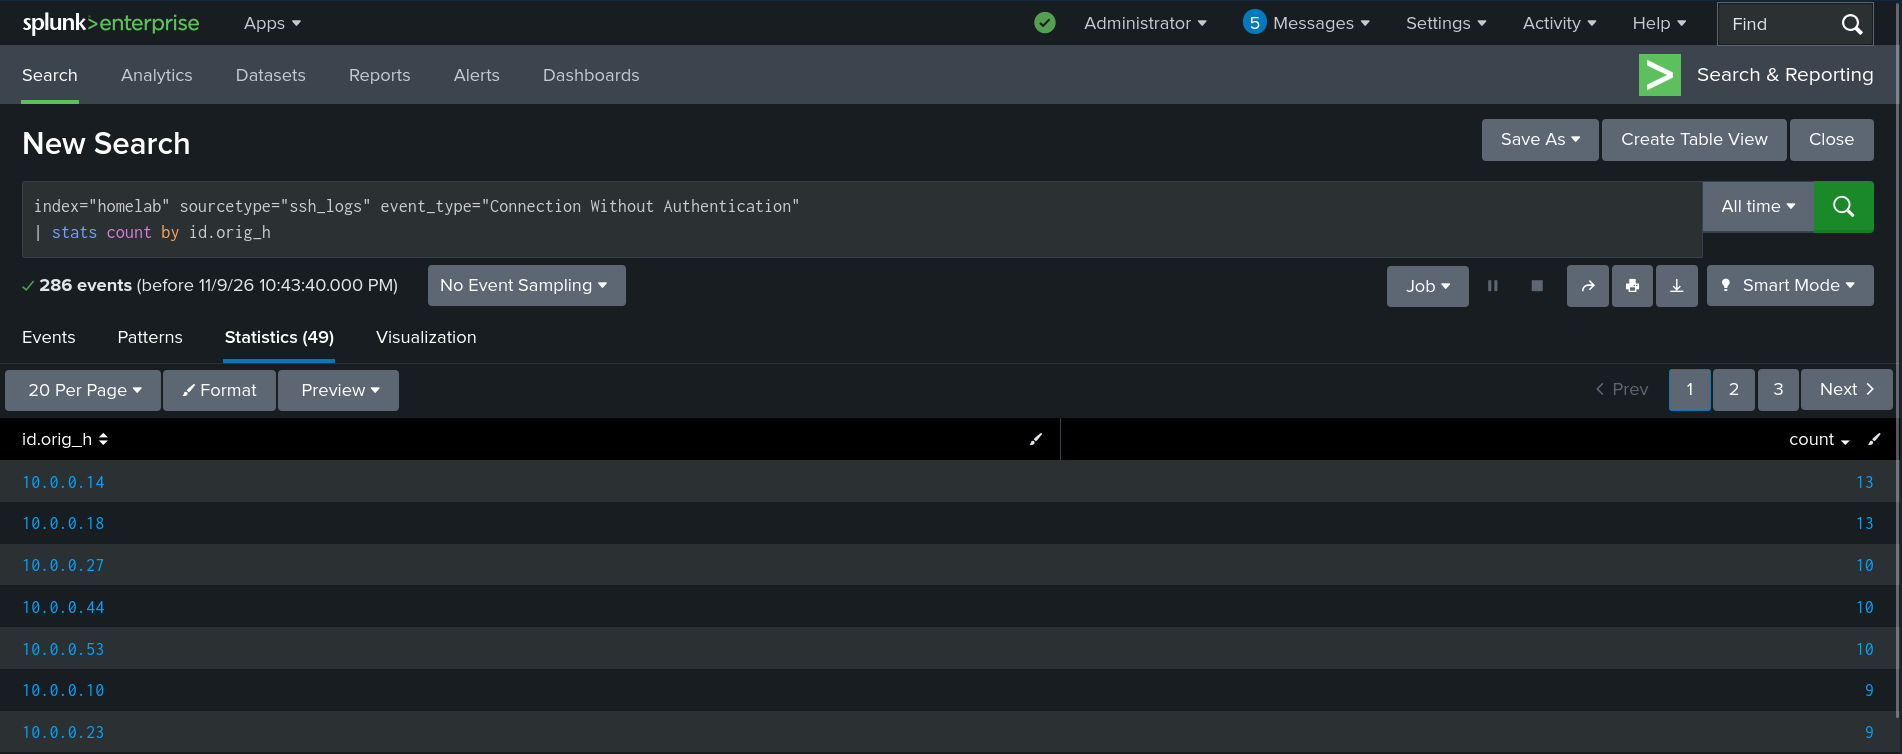 splunk>enterprise Apps Administrator 5 Messages Settings Activity Help Find
Search Analytics Datasets Reports Alerts Dashboards > Search & Reporting
New Search Save As Create Table View Close
index="homelab" sourcetype="ssh_logs" event_type="Connection Without Authentication" All time
| stats count by id.orig_h
286 events (before 11/9/26 10:43:40.000 PM) No Event Sampling Job Smart Mode
Events Patterns Statistics (49) Visualization
20 Per Page Format Preview < Prev 1 2 3 Next >
id.orig_h count
10.0.0.14 13
10.0.0.18 13
10.0.0.27 10
10.0.0.44 10
10.0.0.53 10
10.0.0.10 9
10.0.0.23 9